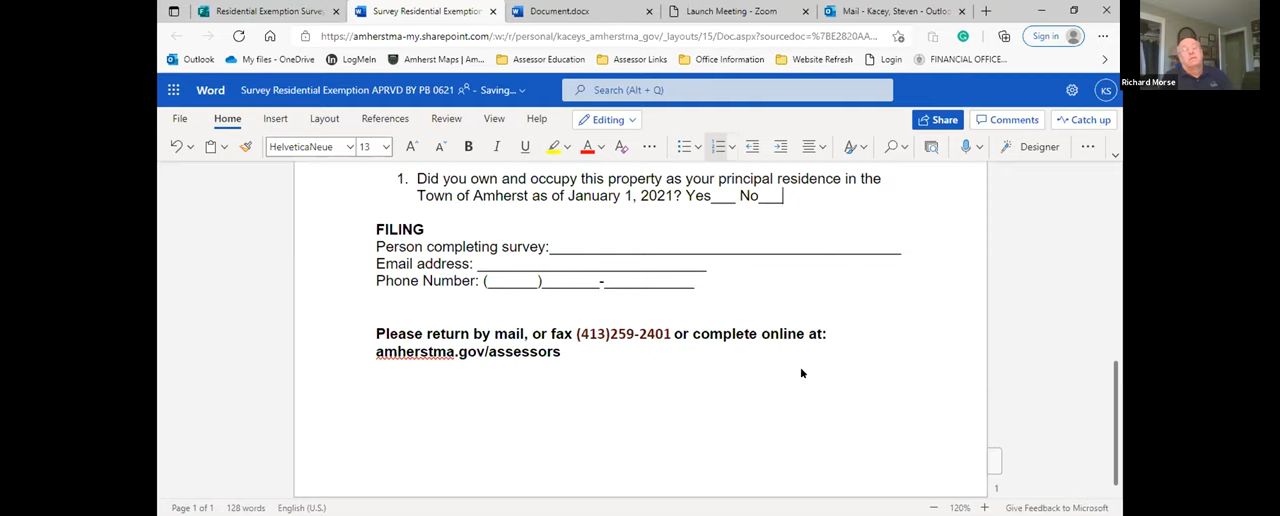 Residential Exemption Surve
Survey Residential Exemption
Document.docx
Launch Meeting - Zoom
Mail - Kacey, Steven - Outloo
https://amherstma-my.sharepoint.com/:w:/r/personal/kaceys_amherstma_gov/_layouts/15/Doc.aspx?sourcedoc=%7BE2820AA...
Sign in
Outlook
My files - OneDrive
LogMeIn
Amherst Maps | Am...
Assessor Education
Assessor Links
Office Information
Website Refresh
Login
FINANCIAL OFFICE...
Richard Morse
Word
Survey Residential Exemption APRVD BY PB 0621 - Saving...
Search (Alt + Q)
KS
File Home Insert Layout References Review View Help
Editing
Share
Comments
Catch up
HelveticaNeue 13
B I U
Designer
1. Did you own and occupy this property as your principal residence in the
Town of Amherst as of January 1, 2021? Yes___ No___
FILING
Person completing survey:____________________________________________
Email address: _____________________________
Phone Number: (______)_______-___________
Please return by mail, or fax (413)259-2401 or complete online at:
amherstma.gov/assessors
1
Page 1 of 1 128 words English (U.S.)
120%
Give Feedback to Microsoft